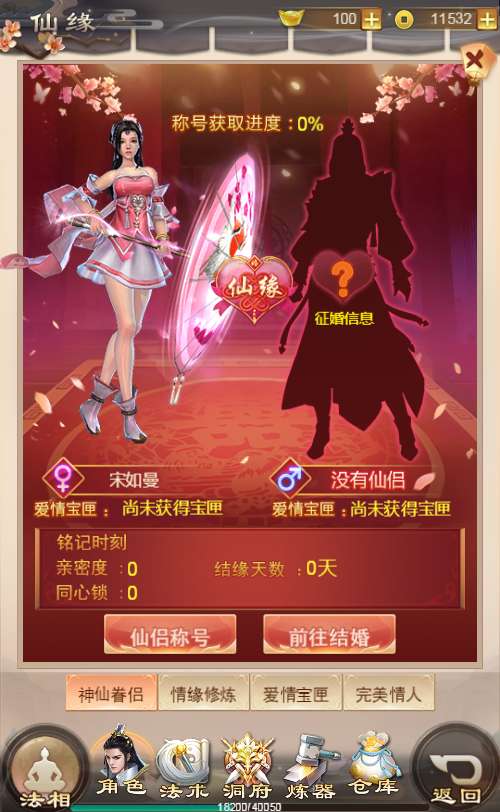 仙缘 100 11532
称号获取进度：0%
仙缘 ?
征婚信息
宋如曼 没有仙侣
爱情宝匣：尚未获得宝匣 爱情宝匣：尚未获得宝匣
铭记时刻
亲密度：0 结缘天数：0天
同心锁：0
仙侣称号 前往结婚
神仙眷侣 情缘修炼 爱情宝匣 完美情人
法相 角色 法术 洞府 炼器 仓库 返回
18200/40050